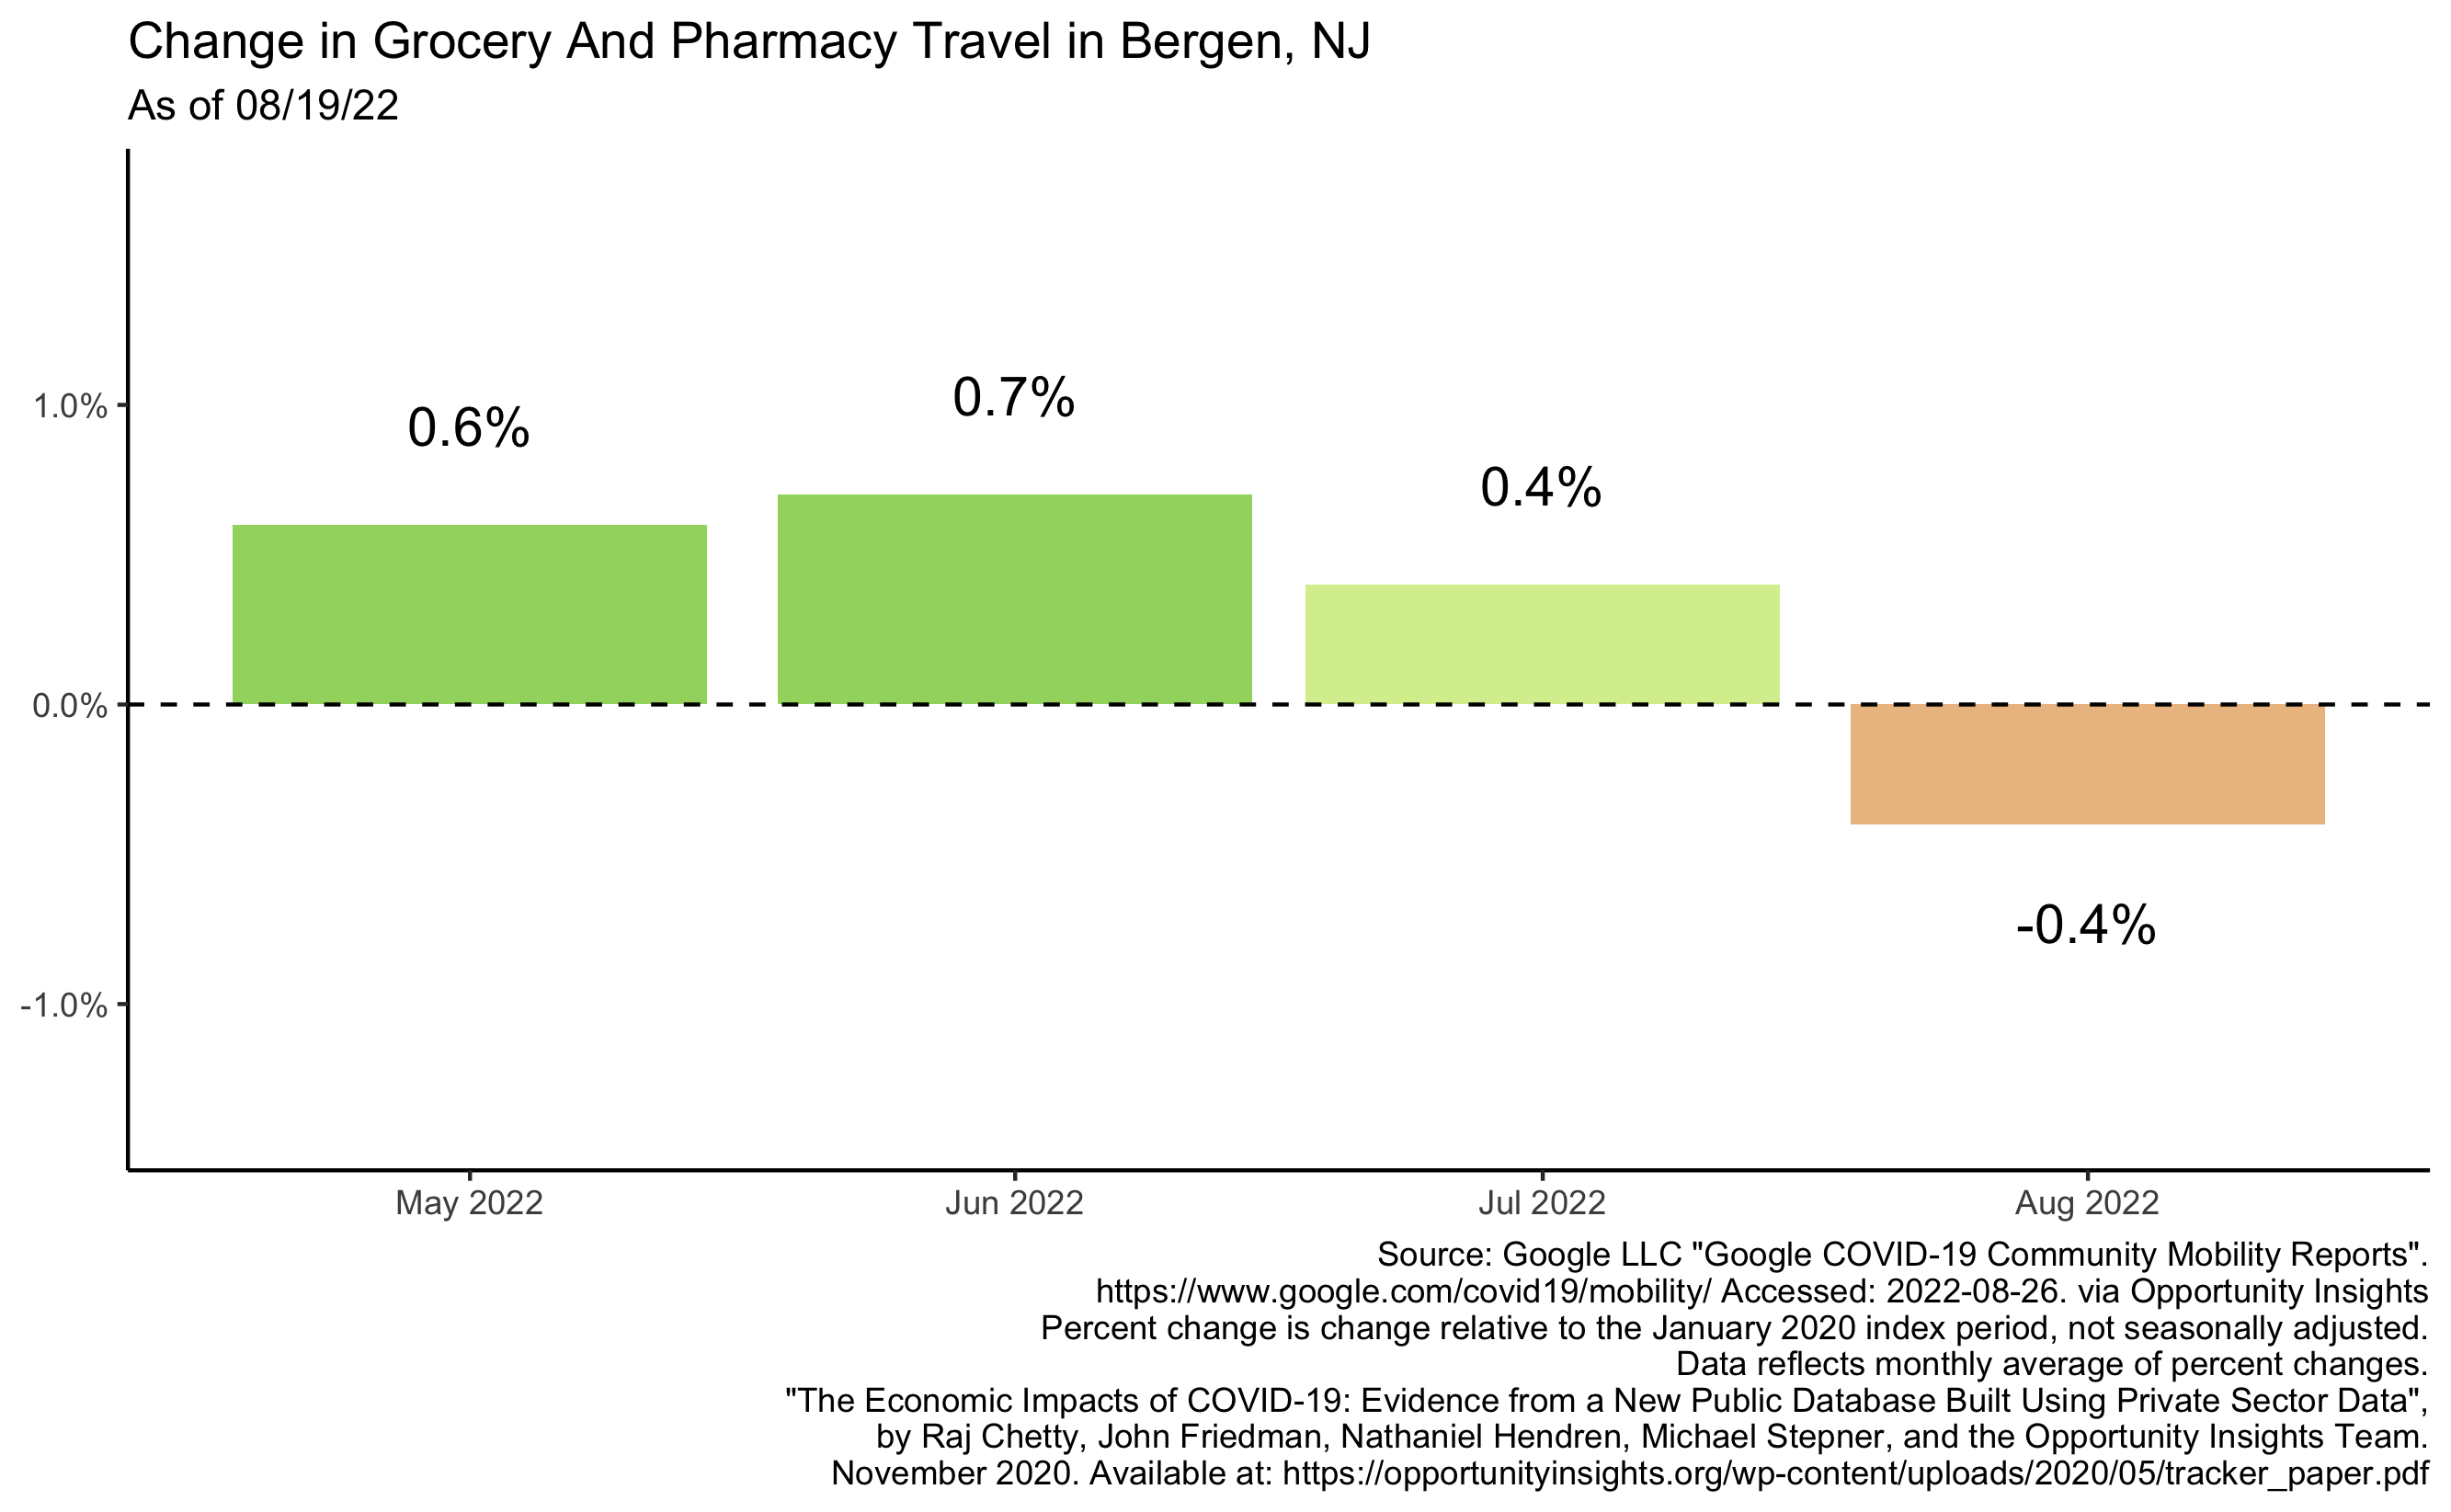 Change in Grocery And Pharmacy Travel in Bergen, NJ
As of 08/19/22
1.0%
0.0%
-1.0%
0.6%
0.7%
0.4%
-0.4%
May 2022
Jun 2022
Jul 2022
Aug 2022
Source: Google LLC "Google COVID-19 Community Mobility Reports".
https://www.google.com/covid19/mobility/ Accessed: 2022-08-26. via Opportunity Insights
Percent change is change relative to the January 2020 index period, not seasonally adjusted.
Data reflects monthly average of percent changes.
"The Economic Impacts of COVID-19: Evidence from a New Public Database Built Using Private Sector Data",
by Raj Chetty, John Friedman, Nathaniel Hendren, Michael Stepner, and the Opportunity Insights Team.
November 2020. Available at: https://opportunityinsights.org/wp-content/uploads/2020/05/tracker_paper.pdf